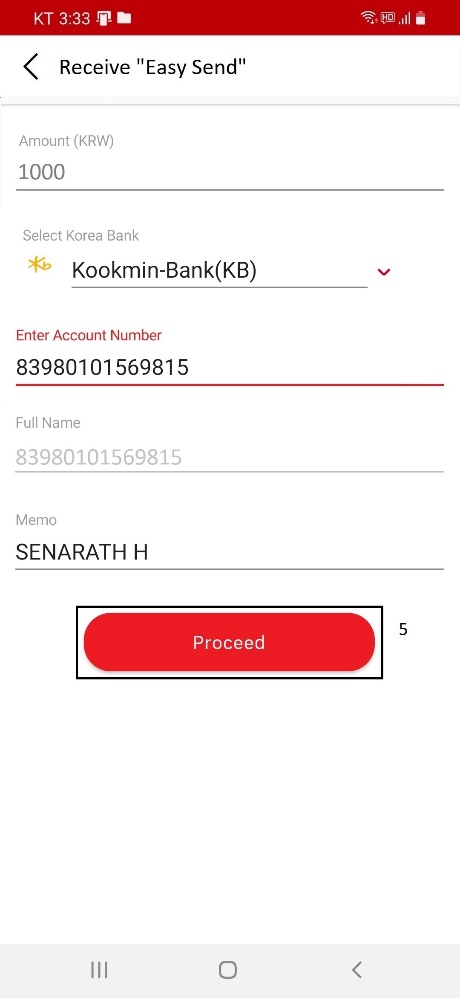 KT 3:33
Receive "Easy Send"
Amount (KRW)
1000
Select Korea Bank
Kookmin-Bank(KB)
Enter Account Number
83980101569815
Full Name
83980101569815
Memo
SENARATH H
Proceed
5